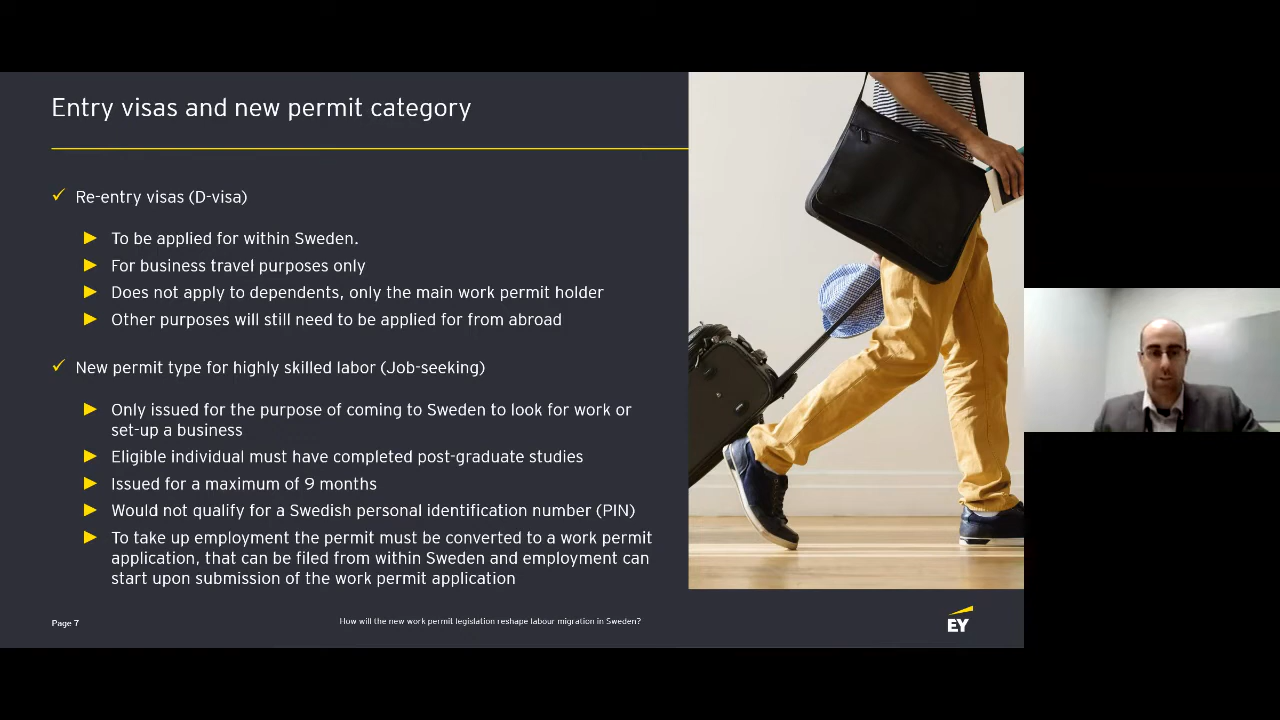 Entry visas and new permit category
Re-entry visas (D-visa)
To be applied for within Sweden.
For business travel purposes only
Does not apply to dependents, only the main work permit holder
Other purposes will still need to be applied for from abroad
New permit type for highly skilled labor (Job-seeking)
Only issued for the purpose of coming to Sweden to look for work or
set-up a business
Eligible individual must have completed post-graduate studies
Issued for a maximum of 9 months
Would not qualify for a Swedish personal identification number (PIN)
To take up employment the permit must be converted to a work permit
application, that can be filed from within Sweden and employment can
start upon submission of the work permit application
Page 7
How will the new work permit legislation reshape labour migration in Sweden?
EY